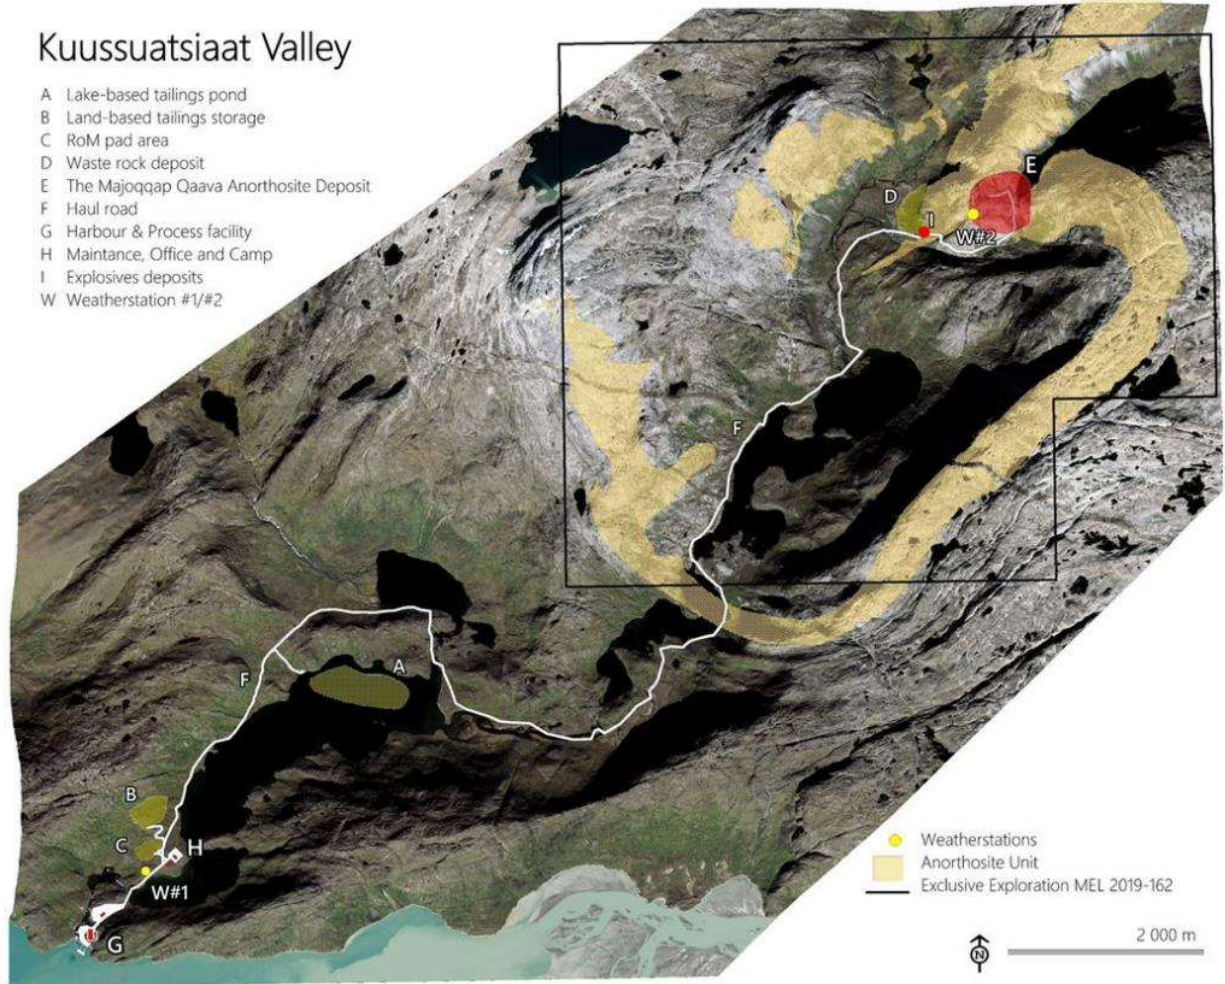 Kuussuatsiaat Valley
A Lake-based tailings pond
B Land-based tailings storage
C RoM pad area
D Waste rock deposit
E The Majoqqap Qaava Anorthosite Deposit
F Haul road
G Harbour & Process facility
H Maintance, Office and Camp
I Explosives deposits
W Weatherstation #1/#2
E
D
I
W#2
F
A
F
B
C
H
W#1
G
Weatherstations
Anorthosite Unit
Exclusive Exploration MEL 2019-162
N
2 000 m